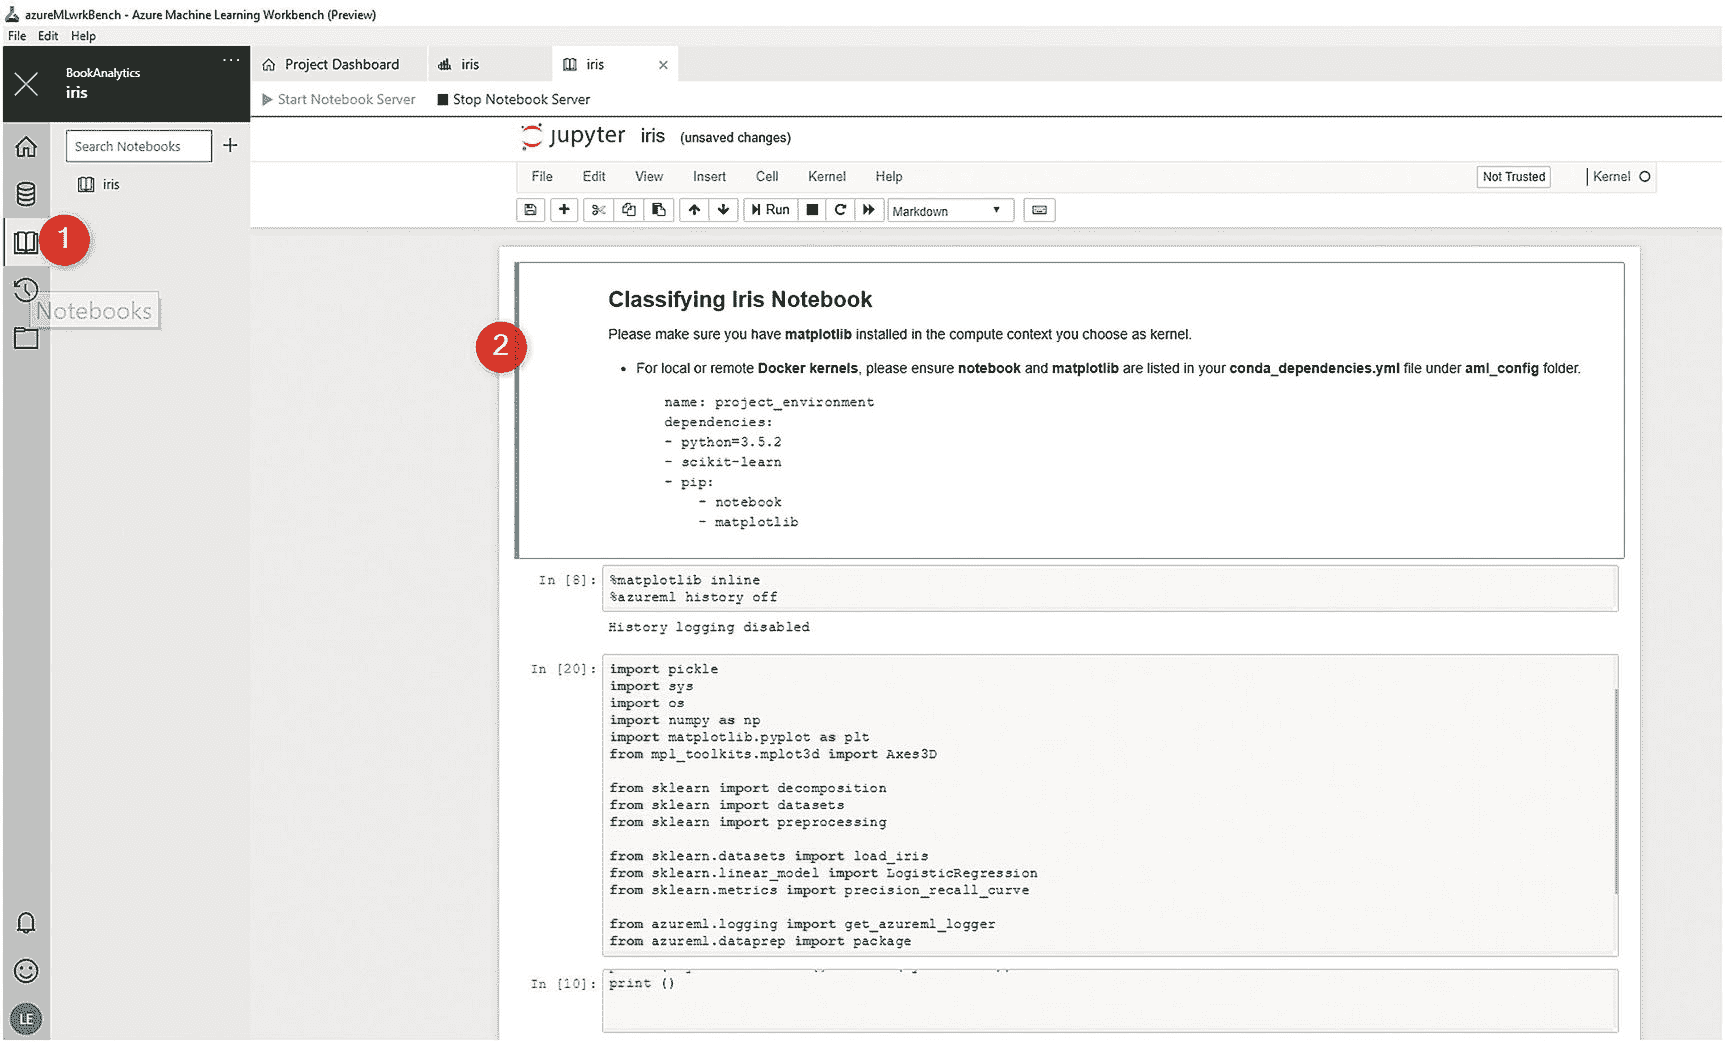 azureMLwrkBench - Azure Machine Learning Workbench (Preview)
File Edit Help
BookAnalytics
iris
...
Project Dashboard
iris
iris
Start Notebook Server
Stop Notebook Server
Search Notebooks
iris
1
Notebooks
LE
jupyter iris (unsaved changes)
File Edit View Insert Cell Kernel Help
Not Trusted
Kernel
Run
Markdown
2
Classifying Iris Notebook
Please make sure you have matplotlib installed in the compute context you choose as kernel.
• For local or remote Docker kernels, please ensure notebook and matplotlib are listed in your conda_dependencies.yml file under aml_config folder.
name: project_environment
dependencies:
- python=3.5.2
- scikit-learn
- pip:
- notebook
- matplotlib
In [8]: %matplotlib inline
%azureml history off
History logging disabled
In [20]: import pickle
import sys
import os
import numpy as np
import matplotlib.pyplot as plt
from mpl_toolkits.mplot3d import Axes3D
from sklearn import decomposition
from sklearn import datasets
from sklearn import preprocessing
from sklearn.datasets import load_iris
from sklearn.linear_model import LogisticRegression
from sklearn.metrics import precision_recall_curve
from azureml.logging import get_azureml_logger
from azureml.dataprep import package
In [10]: print ()